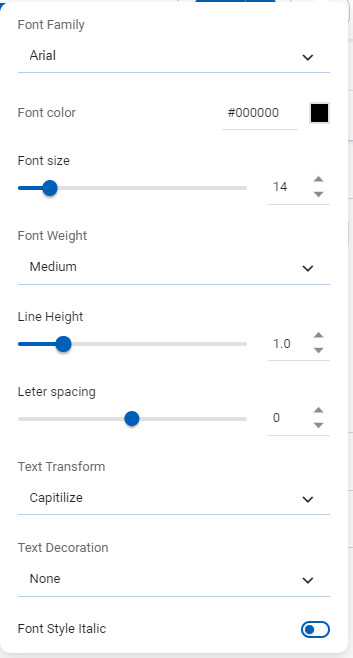 Font Family
Arial
Font color #000000
Font size
14
Font Weight
Medium
Line Height
1.0
Leter spacing
0
Text Transform
Capitilize
Text Decoration
None
Font Style Italic